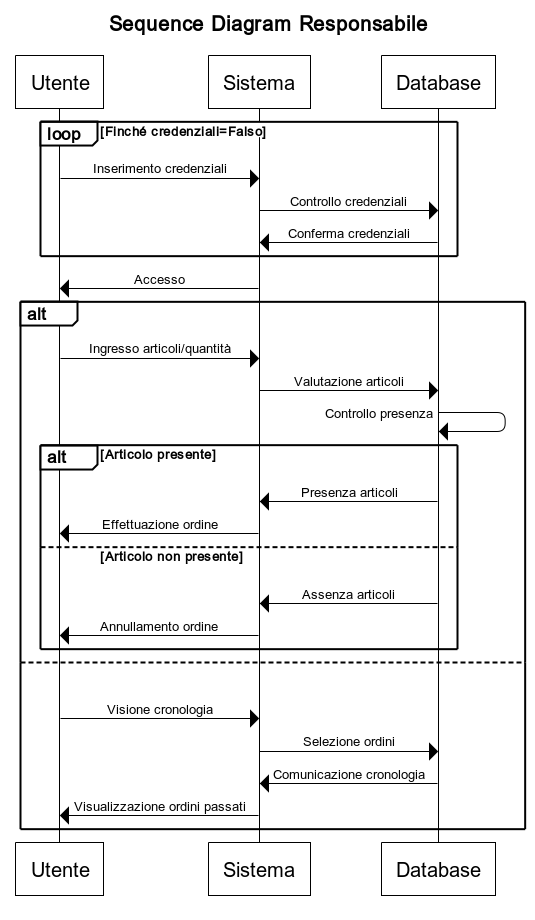 Sequence Diagram Responsabile
Utente
Sistema
Database
loop
[Finché credenziali=Falso]
Inserimento credenziali
Controllo credenziali
Conferma credenziali
Accesso
alt
Ingresso articoli/quantità
Valutazione articoli
Controllo presenza
alt
[Articolo presente]
Presenza articoli
Effettuazione ordine
[Articolo non presente]
Assenza articoli
Annullamento ordine
Visione cronologia
Selezione ordini
Comunicazione cronologia
Visualizzazione ordini passati
Utente
Sistema
Database